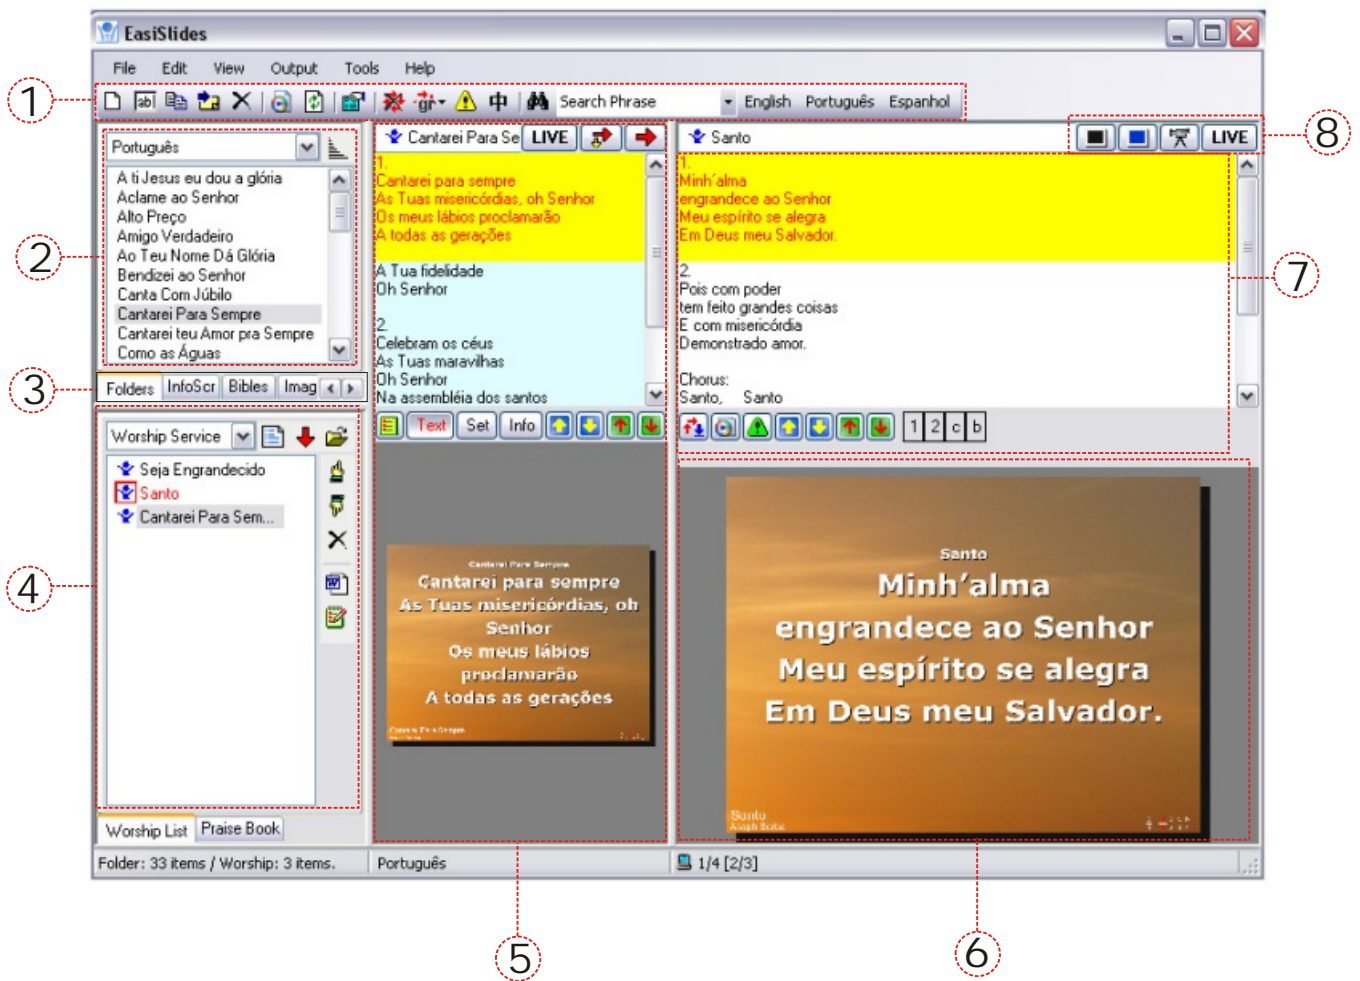 EasiSlides
File Edit View Output Tools Help
ab gr 中 Search Phrase English Português Espanhol
1
Português
A ti Jesus eu dou a glória
Aclame ao Senhor
Alto Preço
Amigo Verdadeiro
Ao Teu Nome Dá Glória
Bendizei ao Senhor
Canta Com Júbilo
Cantarei Para Sempre
Cantarei teu Amor pra Sempre
Como as Águas
2
Folders InfoScr Bibles Imag
3
Worship Service
Seja Engrandecido
Santo
Cantarei Para Sem...
4
Worship List Praise Book
Folder: 33 items / Worship: 3 items. Português 1/4 [2/3]
Cantarei Para Se LIVE
1.
Cantarei para sempre
As Tuas misericórdias, oh Senhor
Os meus lábios proclamarão
A todas as gerações
A Tua fidelidade
Oh Senhor
2.
Celebram os céus
As Tuas maravilhas
Oh Senhor
Na assembléia dos santos
Text Set Info
Cantarei Para Sempre
Cantarei para sempre
As Tuas misericórdias, oh
Senhor
Os meus lábios
proclamarão
A todas as gerações
Cantarei Para Sempre
5
Santo LIVE
8
1.
Minh´alma
engrandece ao Senhor
Meu espírito se alegra
Em Deus meu Salvador.
2.
Pois com poder
tem feito grandes coisas
E com misericórdia
Demonstrado amor.
Chorus:
Santo, Santo
1 2 c b
7
Santo
Minh´alma
engrandece ao Senhor
Meu espírito se alegra
Em Deus meu Salvador.
Santo
6